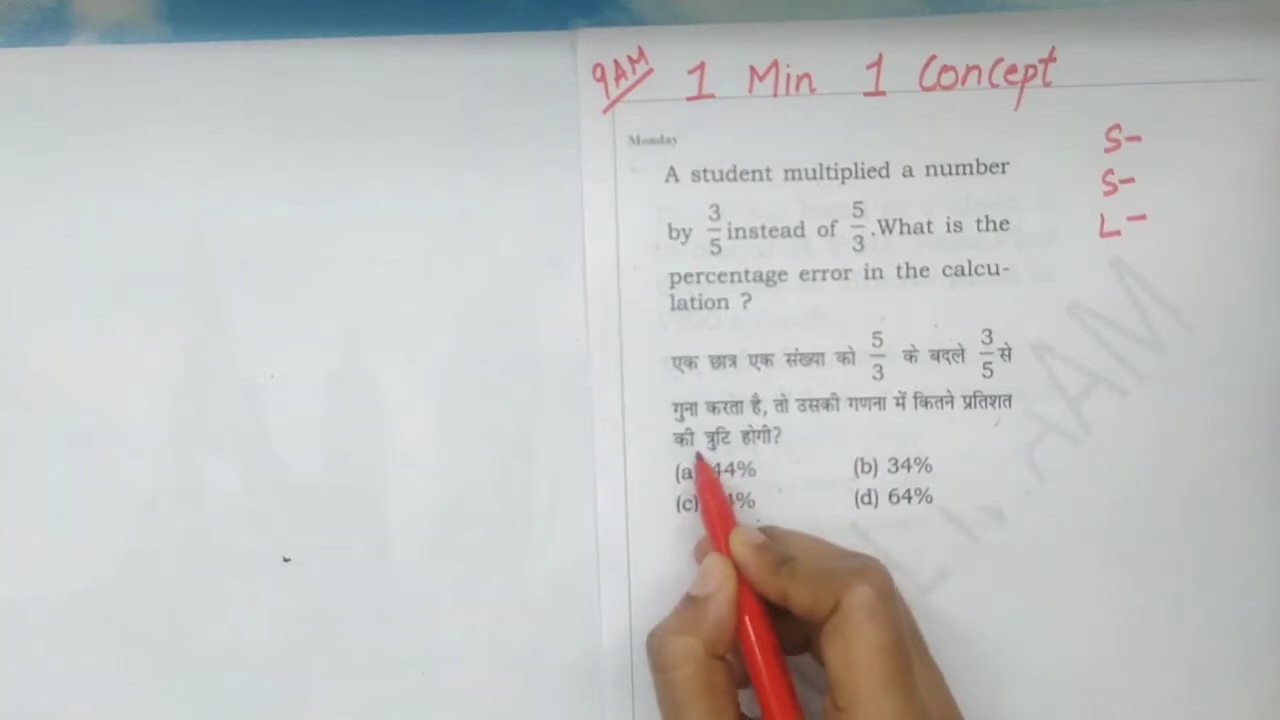 9AM 1 Min 1 Concept
Monday
S-
A student multiplied a number
S-
by 3/5 instead of 5/3.What is the
L-
percentage error in the calcu-
lation ?
एक छात्र एक संख्या को 5/3 के बदले 3/5 से
गुना करता है, तो उसकी गणना में कितने प्रतिशत
की त्रुटि होगी?
(a) 44% (b) 34%
(c) (d) 64%